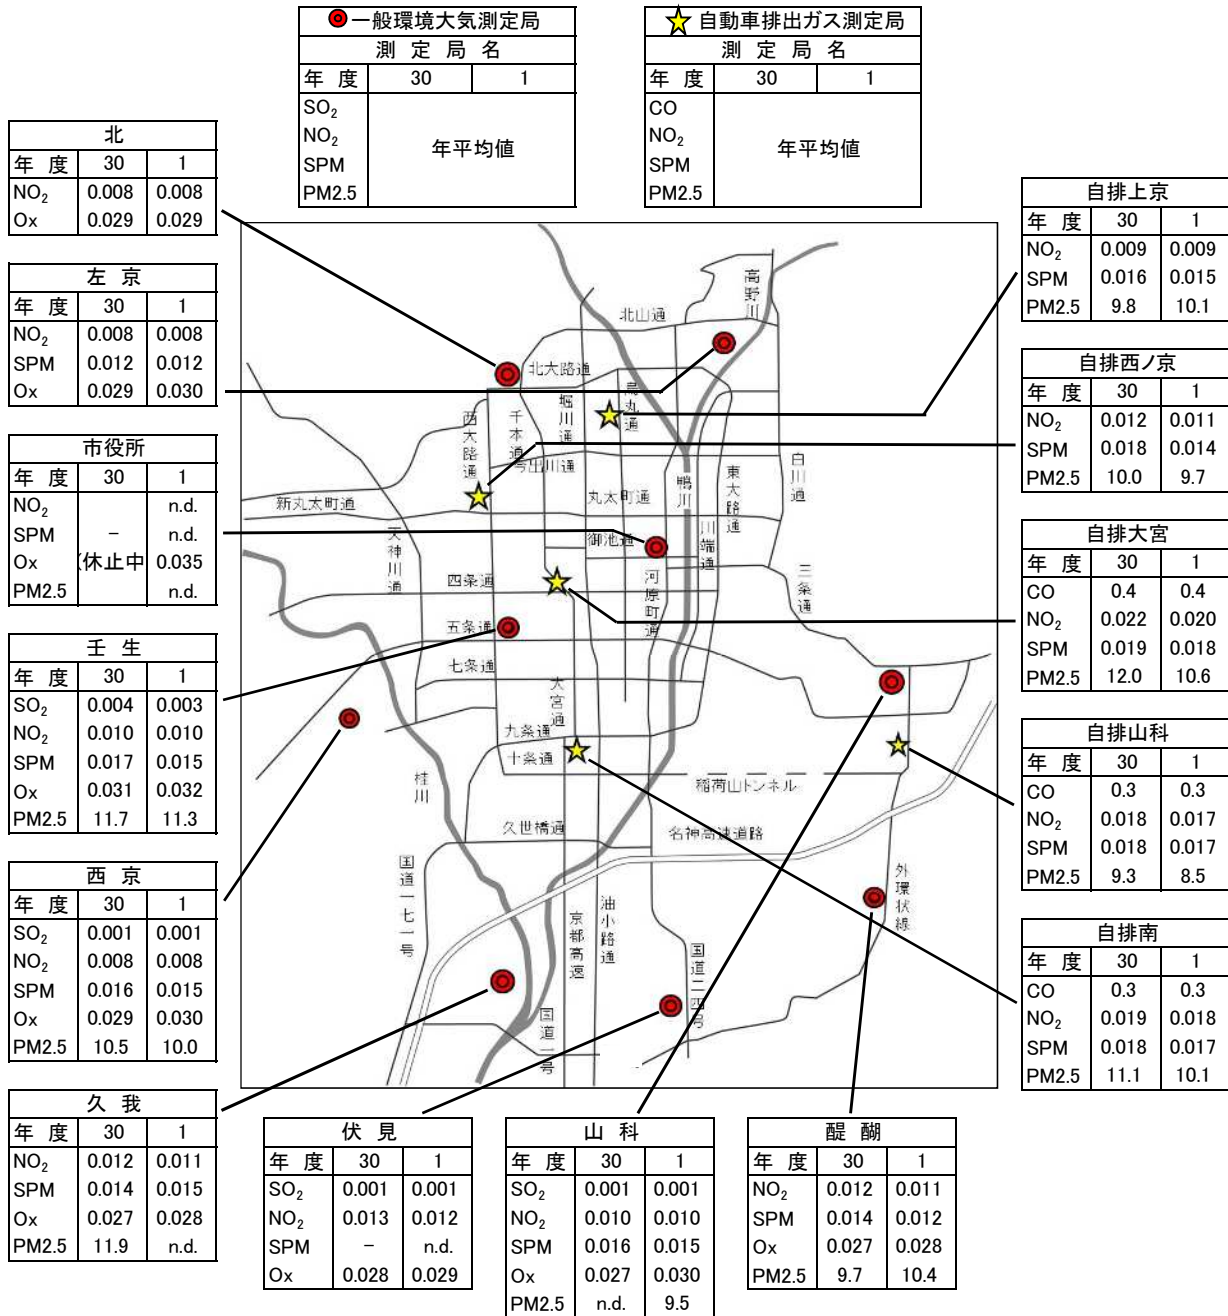 一般環境大気測定局
測定局名
年度 30 1
SO₂
NO₂
SPM
PM2.5
年平均値
自動車排出ガス測定局
測定局名
年度 30 1
CO
NO₂
SPM
PM2.5
年平均値
北
年度 30 1
NO₂ 0.008 0.008
Ox 0.029 0.029
左京
年度 30 1
NO₂ 0.008 0.008
SPM 0.012 0.012
Ox 0.029 0.030
市役所
年度 30 1
NO₂ n.d.
SPM － n.d.
Ox (休止中 0.035
PM2.5 n.d.
壬生
年度 30 1
SO₂ 0.004 0.003
NO₂ 0.010 0.010
SPM 0.017 0.015
Ox 0.031 0.032
PM2.5 11.7 11.3
西京
年度 30 1
SO₂ 0.001 0.001
NO₂ 0.008 0.008
SPM 0.016 0.015
Ox 0.029 0.030
PM2.5 10.5 10.0
久我
年度 30 1
NO₂ 0.012 0.011
SPM 0.014 0.015
Ox 0.027 0.028
PM2.5 11.9 n.d.
高野川
北山通
北大路通
烏丸通
堀川通
千本通
西大路通
今出川通
白川通
東大路通
鴨川
丸太町通
新丸太町通
天神川通
御池通
川端通
河原町通
三条通
四条通
五条通
七条通
大宮通
九条通
十条通
桂川
稲荷山トンネル
久世橋通
名神高速道路
国道一七一号
油小路通
京都高速
国道二四号
国道一号
外環状線
伏見
年度 30 1
SO₂ 0.001 0.001
NO₂ 0.013 0.012
SPM － n.d.
Ox 0.028 0.029
山科
年度 30 1
SO₂ 0.001 0.001
NO₂ 0.010 0.010
SPM 0.016 0.015
Ox 0.027 0.030
PM2.5 n.d. 9.5
醍醐
年度 30 1
NO₂ 0.012 0.011
SPM 0.014 0.012
Ox 0.027 0.028
PM2.5 9.7 10.4
自排上京
年度 30 1
NO₂ 0.009 0.009
SPM 0.016 0.015
PM2.5 9.8 10.1
自排西ノ京
年度 30 1
NO₂ 0.012 0.011
SPM 0.018 0.014
PM2.5 10.0 9.7
自排大宮
年度 30 1
CO 0.4 0.4
NO₂ 0.022 0.020
SPM 0.019 0.018
PM2.5 12.0 10.6
自排山科
年度 30 1
CO 0.3 0.3
NO₂ 0.018 0.017
SPM 0.018 0.017
PM2.5 9.3 8.5
自排南
年度 30 1
CO 0.3 0.3
NO₂ 0.019 0.018
SPM 0.018 0.017
PM2.5 11.1 10.1